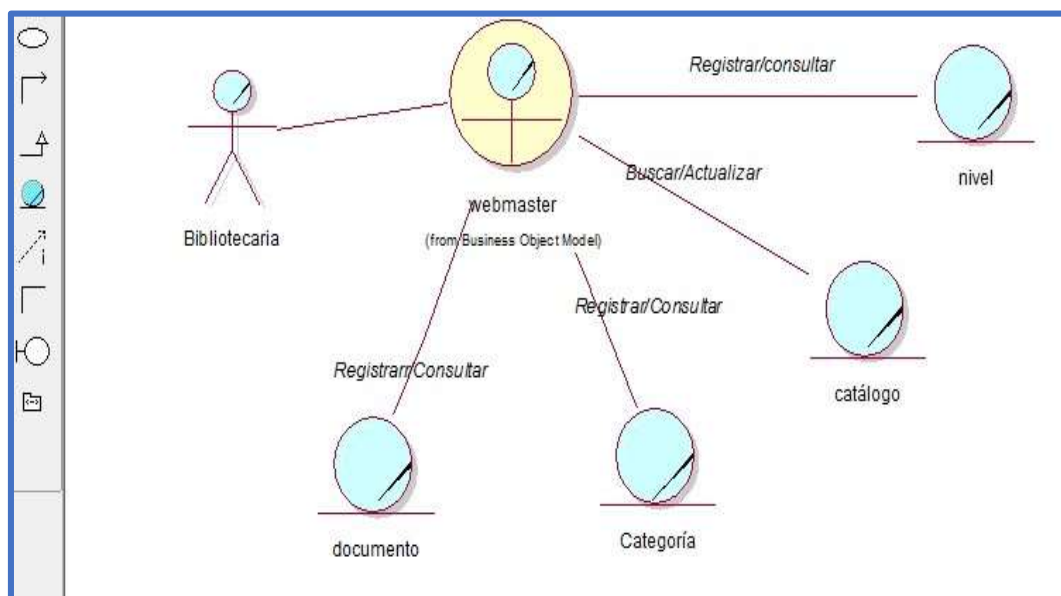 Registrar/consultar
nivel
Buscar/Actualizar
webmaster
(from Business Object Model)
Bibliotecaria
Registrar/Consultar
catálogo
Registrarr/Consultar
documento
Categoría